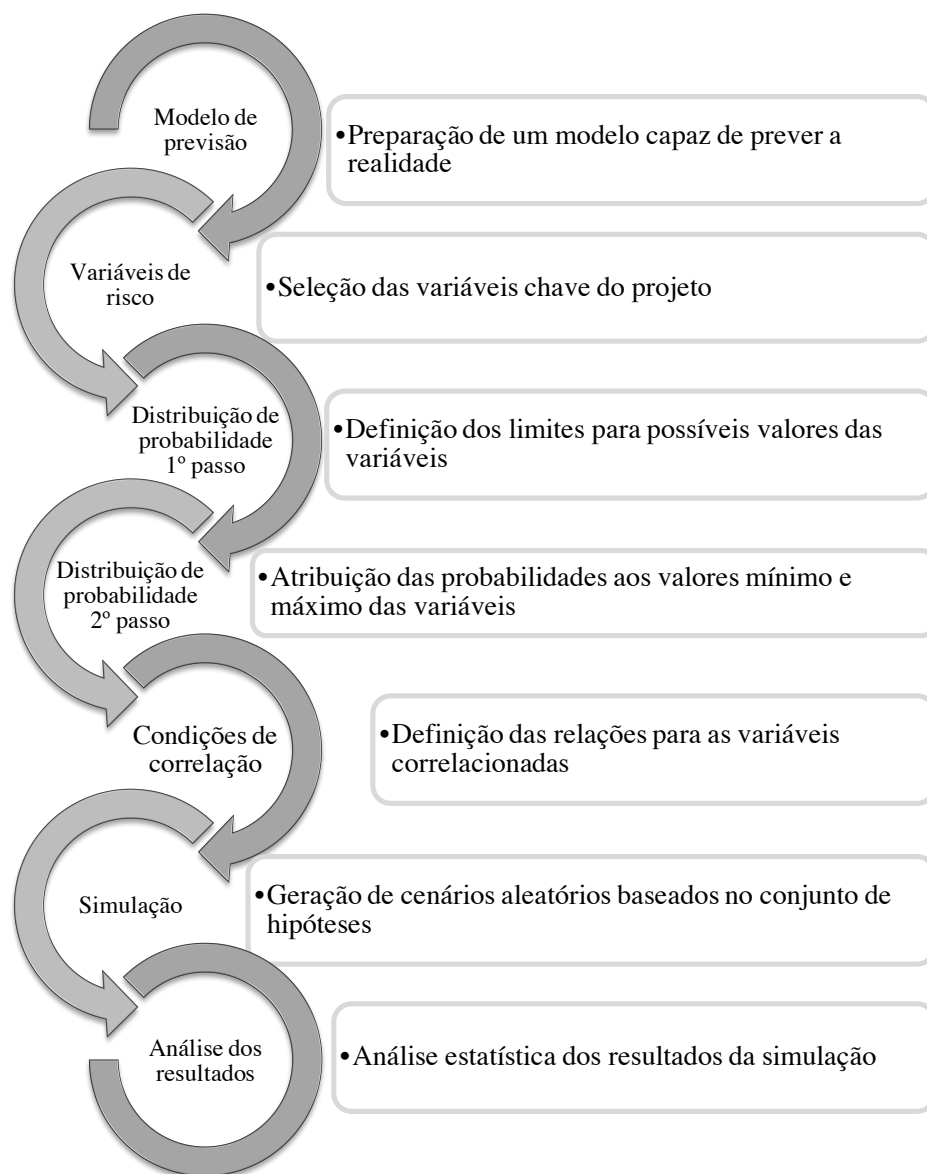 Modelo de
previsão
•Preparação de um modelo capaz de prever a
realidade
Variáveis de
risco
•Seleção das variáveis chave do projeto
Distribuição de
probabilidade
1º passo
•Definição dos limites para possíveis valores das
variáveis
Distribuição de
probabilidade
2º passo
•Atribuição das probabilidades aos valores mínimo e
máximo das variáveis
Condições de
correlação
•Definição das relações para as variáveis
correlacionadas
Simulação
•Geração de cenários aleatórios baseados no conjunto de
hipóteses
Análise dos
resultados
•Análise estatística dos resultados da simulação